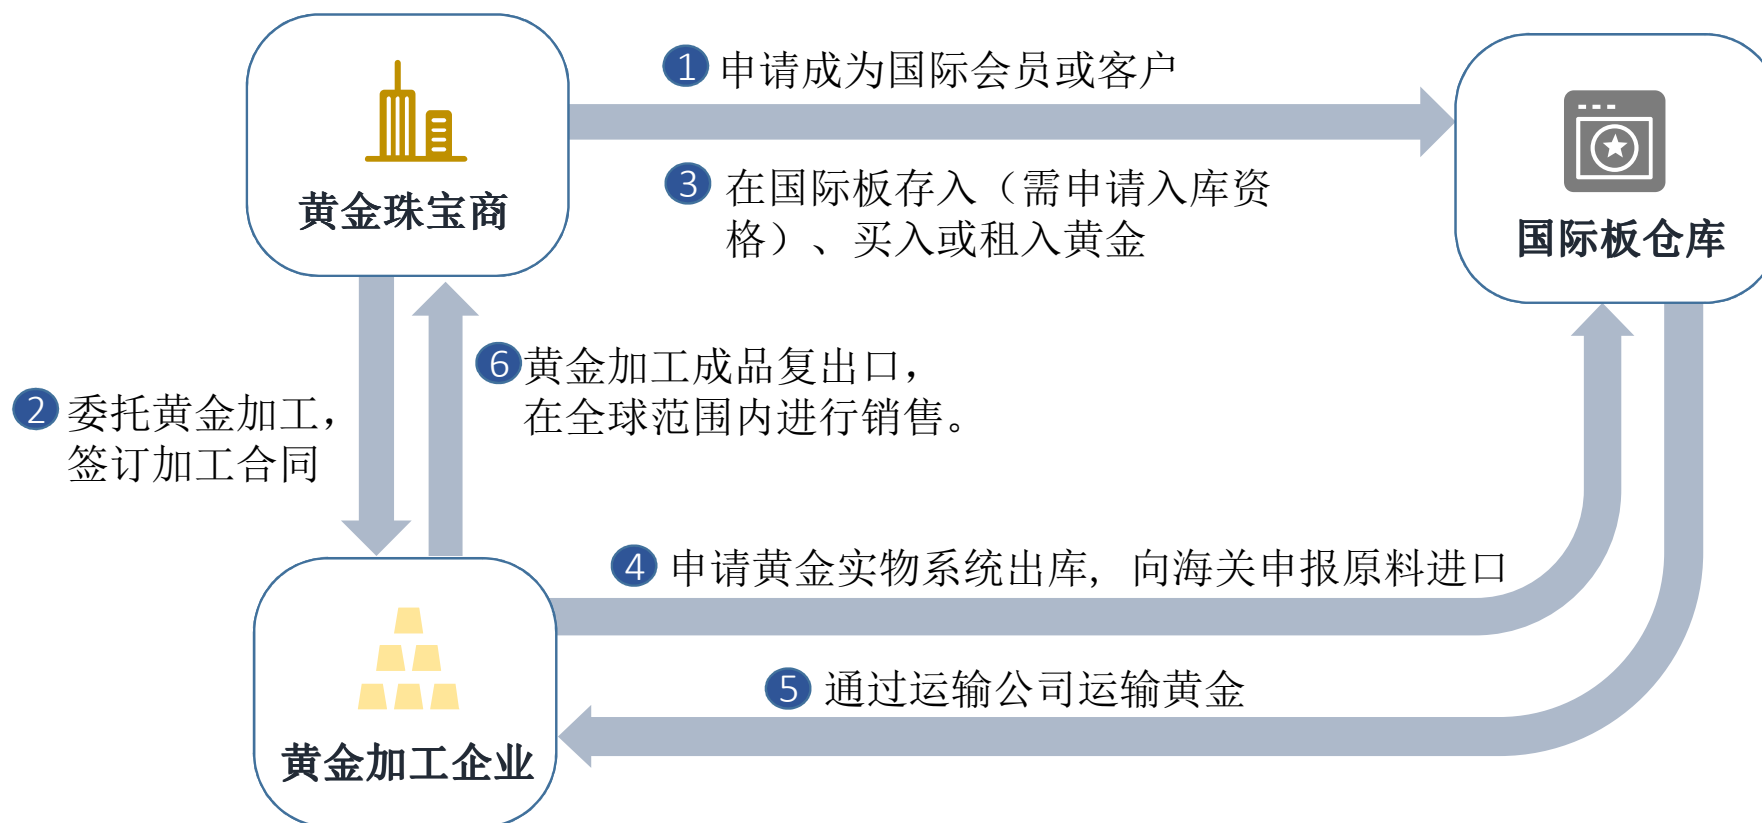 1 申请成为国际会员或客户
黄金珠宝商
3 在国际板存入（需申请入库资
格）、买入或租入黄金
国际板仓库
2 委托黄金加工，
签订加工合同
6 黄金加工成品复出口，
在全球范围内进行销售。
4 申请黄金实物系统出库，向海关申报原料进口
5 通过运输公司运输黄金
黄金加工企业